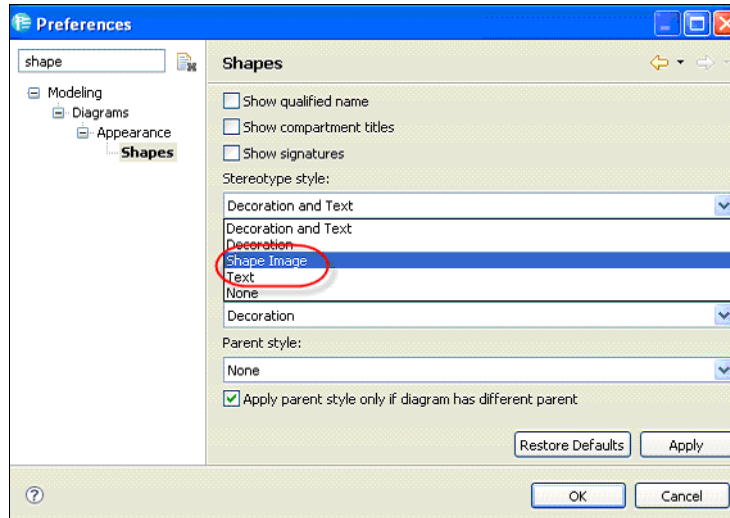 Preferences
shape
Shapes
Modeling
Diagrams
Appearance
Shapes
Show qualified name
Show compartment titles
Show signatures
Stereotype style:
Decoration and Text
Decoration and Text
Decoration
Shape Image
Text
None
Decoration
Parent style:
None
Apply parent style only if diagram has different parent
Restore Defaults
Apply
?
OK
Cancel